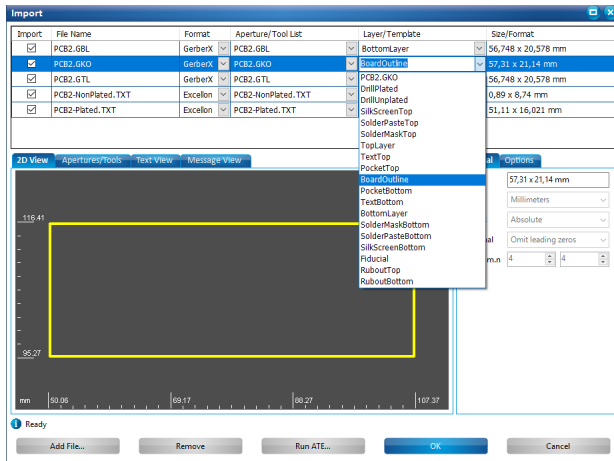 Import
Import File Name Format Aperture/Tool List Layer/Template Size/Format
PCB2.GBL GerberX PCB2.GBL BottomLayer 56,748 x 20,578 mm
PCB2.GKO GerberX PCB2.GKO BoardOutline 57,31 x 21,14 mm
PCB2.GTL GerberX PCB2.GTL 56,748 x 20,578 mm
PCB2-NonPlated.TXT Excellon PCB2-NonPlated.TXT 0,89 x 8,74 mm
PCB2-Plated.TXT Excellon PCB2-Plated.TXT 51,11 x 16,021 mm
PCB2.GKO
DrillPlated
DrillUnplated
SilkScreenTop
SolderPasteTop
SolderMaskTop
TopLayer
TextTop
PocketTop
BoardOutline
PocketBottom
TextBottom
BottomLayer
SolderMaskBottom
SolderPasteBottom
SilkScreenBottom
Fiducial
RuboutTop
RuboutBottom
2D View Apertures/Tools Text View Message View
al Options
57,31 x 21,14 mm
Millimeters
Absolute
al Omit leading zeros
m.n 4 4
116.41
95.27
mm 50.06 69.17 88.27 107.37
Ready
Add File... Remove Run ATE... OK Cancel